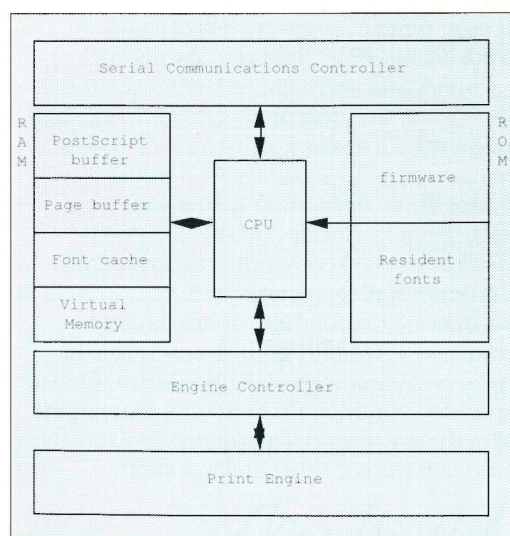 Serial Communications Controller
R
A
M
PostScript
buffer
Page buffer
Font cache
Virtual
Memory
CPU
R
O
M
firmware
Resident
fonts
Engine Controller
Print Engine